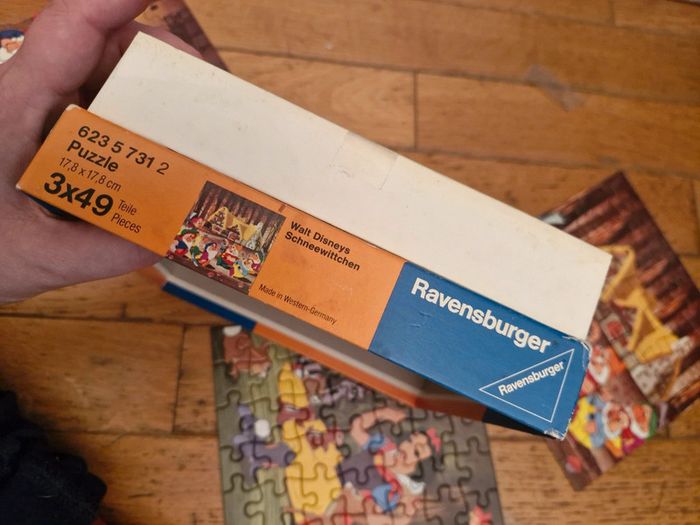 623 5 731 2
Puzzle
17,8 x 17,8 cm
3x49 Teile
Pieces
Walt Disneys
Schneewittchen
Made in Western-Germany
Ravensburger
Ravensburger